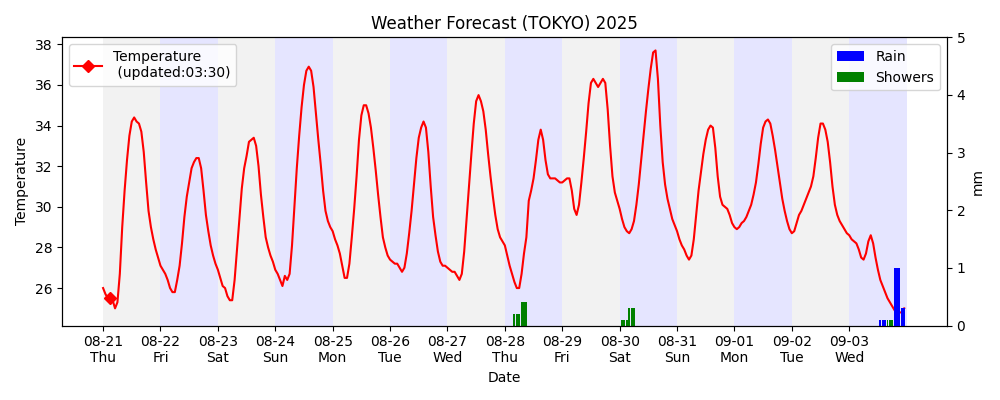 Weather Forecast (TOKYO) 2025
Temperature
(updated:03:30)
Rain
Showers
38
36
34
32
30
28
26
Temperature
5
4
3
2
1
0
mm
08-21 08-22 08-23 08-24 08-25 08-26 08-27 08-28 08-29 08-30 08-31 09-01 09-02 09-03
Thu Fri Sat Sun Mon Tue Wed Thu Fri Sat Sun Mon Tue Wed
Date